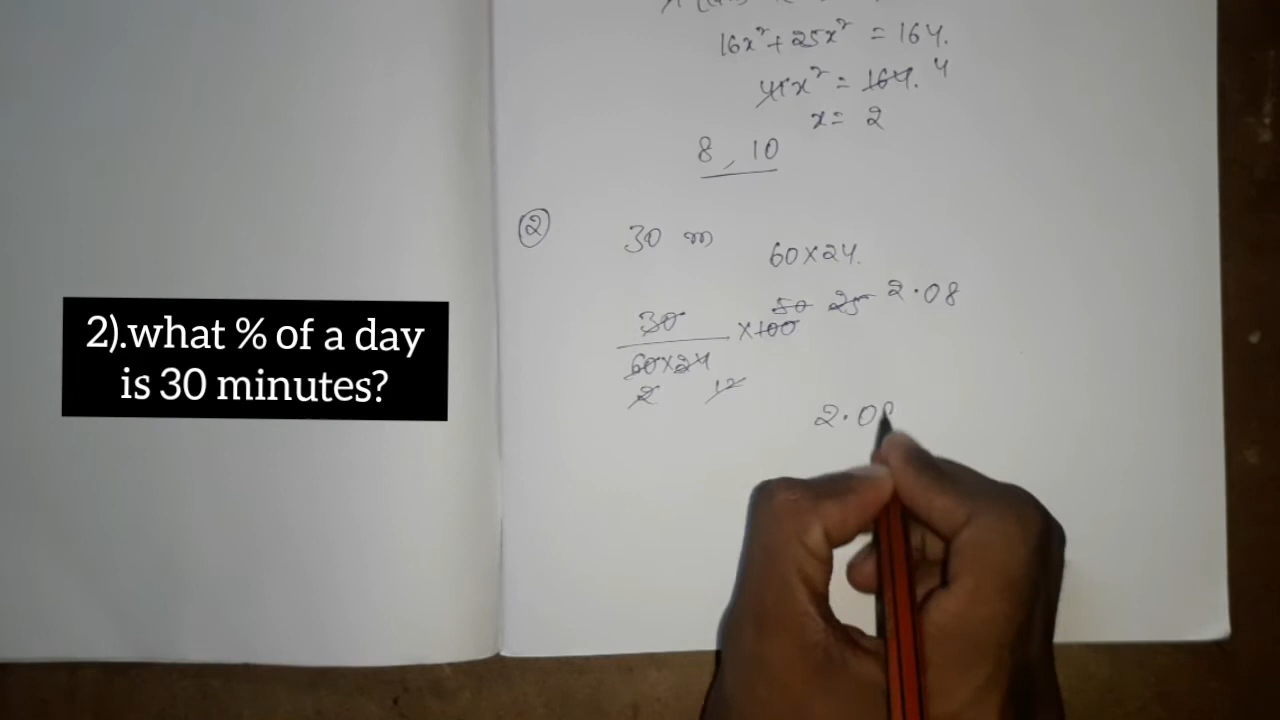 16x² + 25x² = 164.
41x² = 164. 4
x = 2
8, 10
②
30 m
60×24.
30
60×24
×100
50 25 2.08
2 12
2.08
2).what % of a day
is 30 minutes?